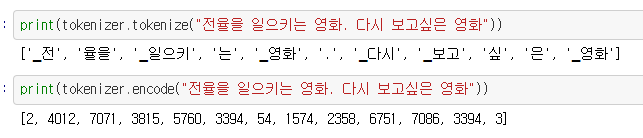 : print(tokenizer.tokenize("전율을 일으키는 영화. 다시 보고싶은 영화"))
['▁전', '율을', '▁일으키', '는', '▁영화', '.', '▁다시', '▁보고', '싶', '은', '▁영화']
: print(tokenizer.encode("전율을 일으키는 영화. 다시 보고싶은 영화"))
[2, 4012, 7071, 3815, 5760, 3394, 54, 1574, 2358, 6751, 7086, 3394, 3]